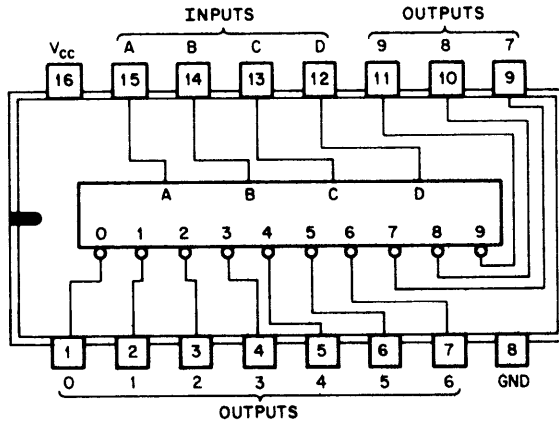 INPUTS OUTPUTS
VCC A B C D 9 8 7
16 15 14 13 12 11 10 9
A B C D
0 1 2 3 4 5 6 7 8 9
1 2 3 4 5 6 7 8
0 1 2 3 4 5 6 GND
OUTPUTS